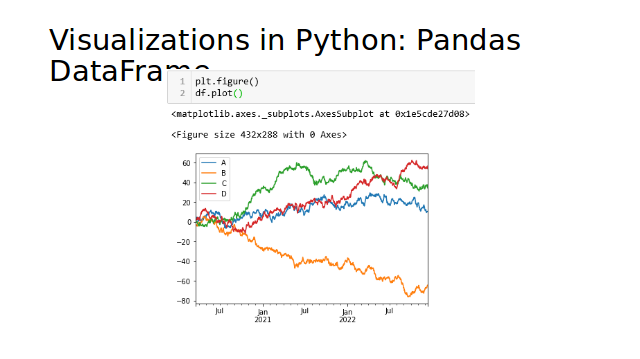 Visualizations in Python: Pandas
DataFrame
1 plt.figure()
2 df.plot()
<matplotlib.axes._subplots.AxesSubplot at 0x1e5cde27d08>
<Figure size 432x288 with 0 Axes>
A
B
C
D
60
40
20
0
−20
−40
−60
−80
Jul Jan Jul Jan Jul
2021 2022